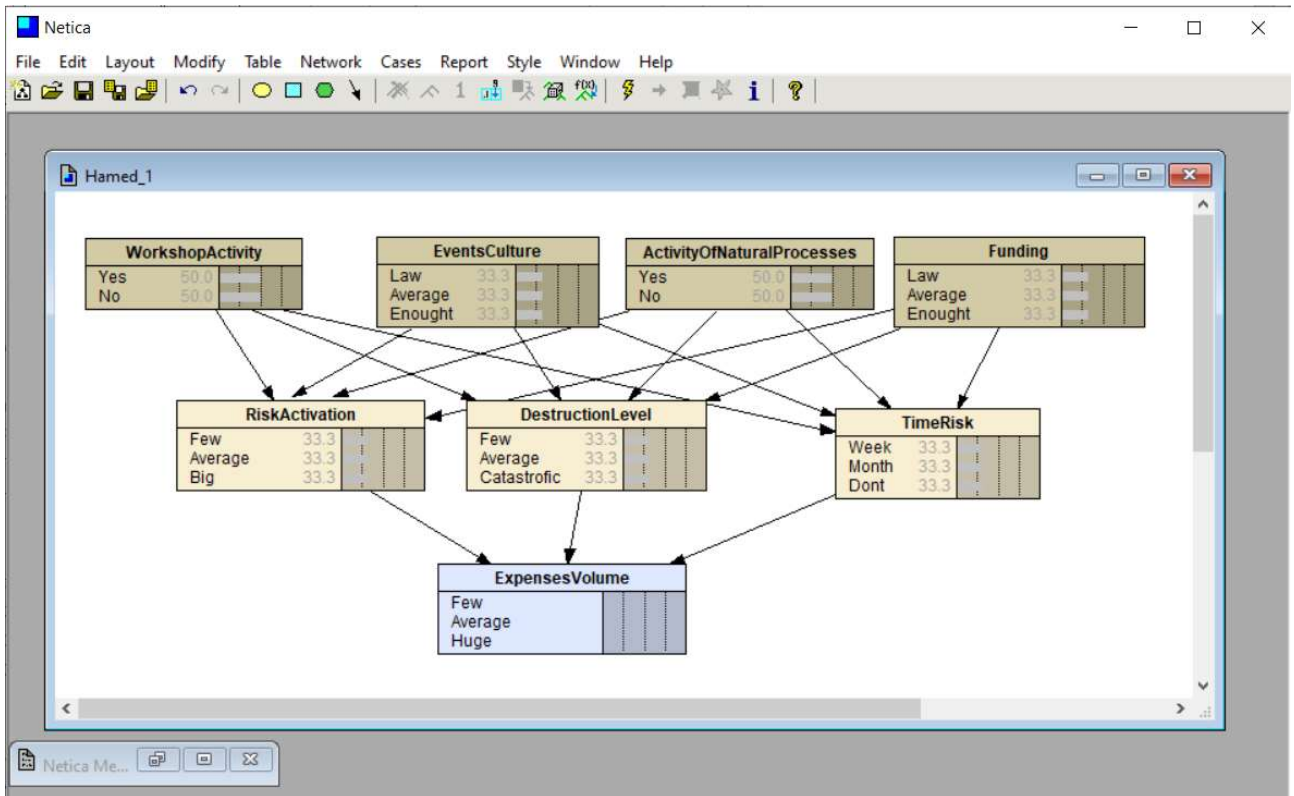 Netica
File Edit Layout Modify Table Network Cases Report Style Window Help
Hamed_1
WorkshopActivity
Yes 50.0
No 50.0
EventsCulture
Law 33.3
Average 33.3
Enought 33.3
ActivityOfNaturalProcesses
Yes 50.0
No 50.0
Funding
Law 33.3
Average 33.3
Enought 33.3
RiskActivation
Few 33.3
Average 33.3
Big 33.3
DestructionLevel
Few 33.3
Average 33.3
Catastrofic 33.3
TimeRisk
Week 33.3
Month 33.3
Dont 33.3
ExpensesVolume
Few
Average
Huge
Netica Me...